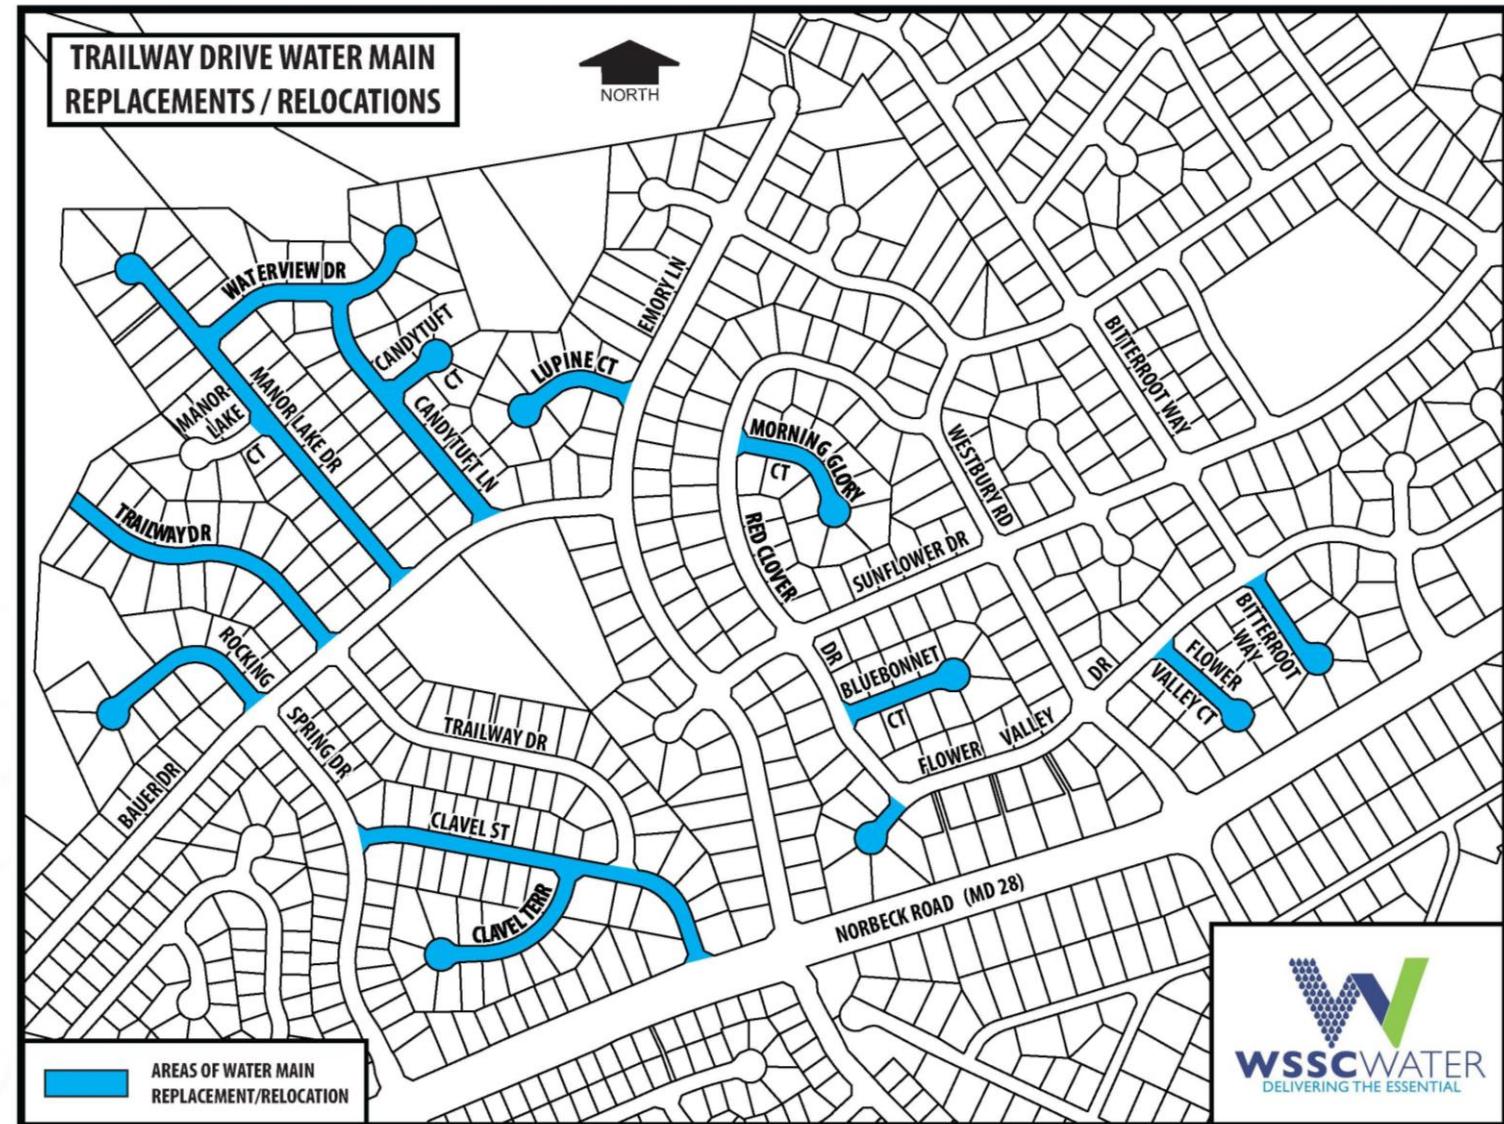 TRAILWAY DRIVE WATER MAIN
REPLACEMENTS / RELOCATIONS
NORTH
WATERVIEW DR
CANDYTUFT
CT
LUPINE CT
EMORY LN
MANOR
LAKE
CT
MANOR LAKE DR
CANDYTUFT LN
BITTERROOT WAY
MORNING GLORY
CT
WESTBURY RD
TRAILWAY DR
RED CLOVER
DR
SUNFLOWER DR
ROCKING
SPRING DR
BLUEBONNET
CT
BITTERROOT
WAY
FLOWER
VALLEY CT
TRAILWAY DR
FLOWER VALLEY
DR
BAUER DR
CLAVEL ST
CLAVEL TERR
NORBECK ROAD (MD 28)
AREAS OF WATER MAIN
REPLACEMENT/RELOCATION
WSSCWATER
DELIVERING THE ESSENTIAL